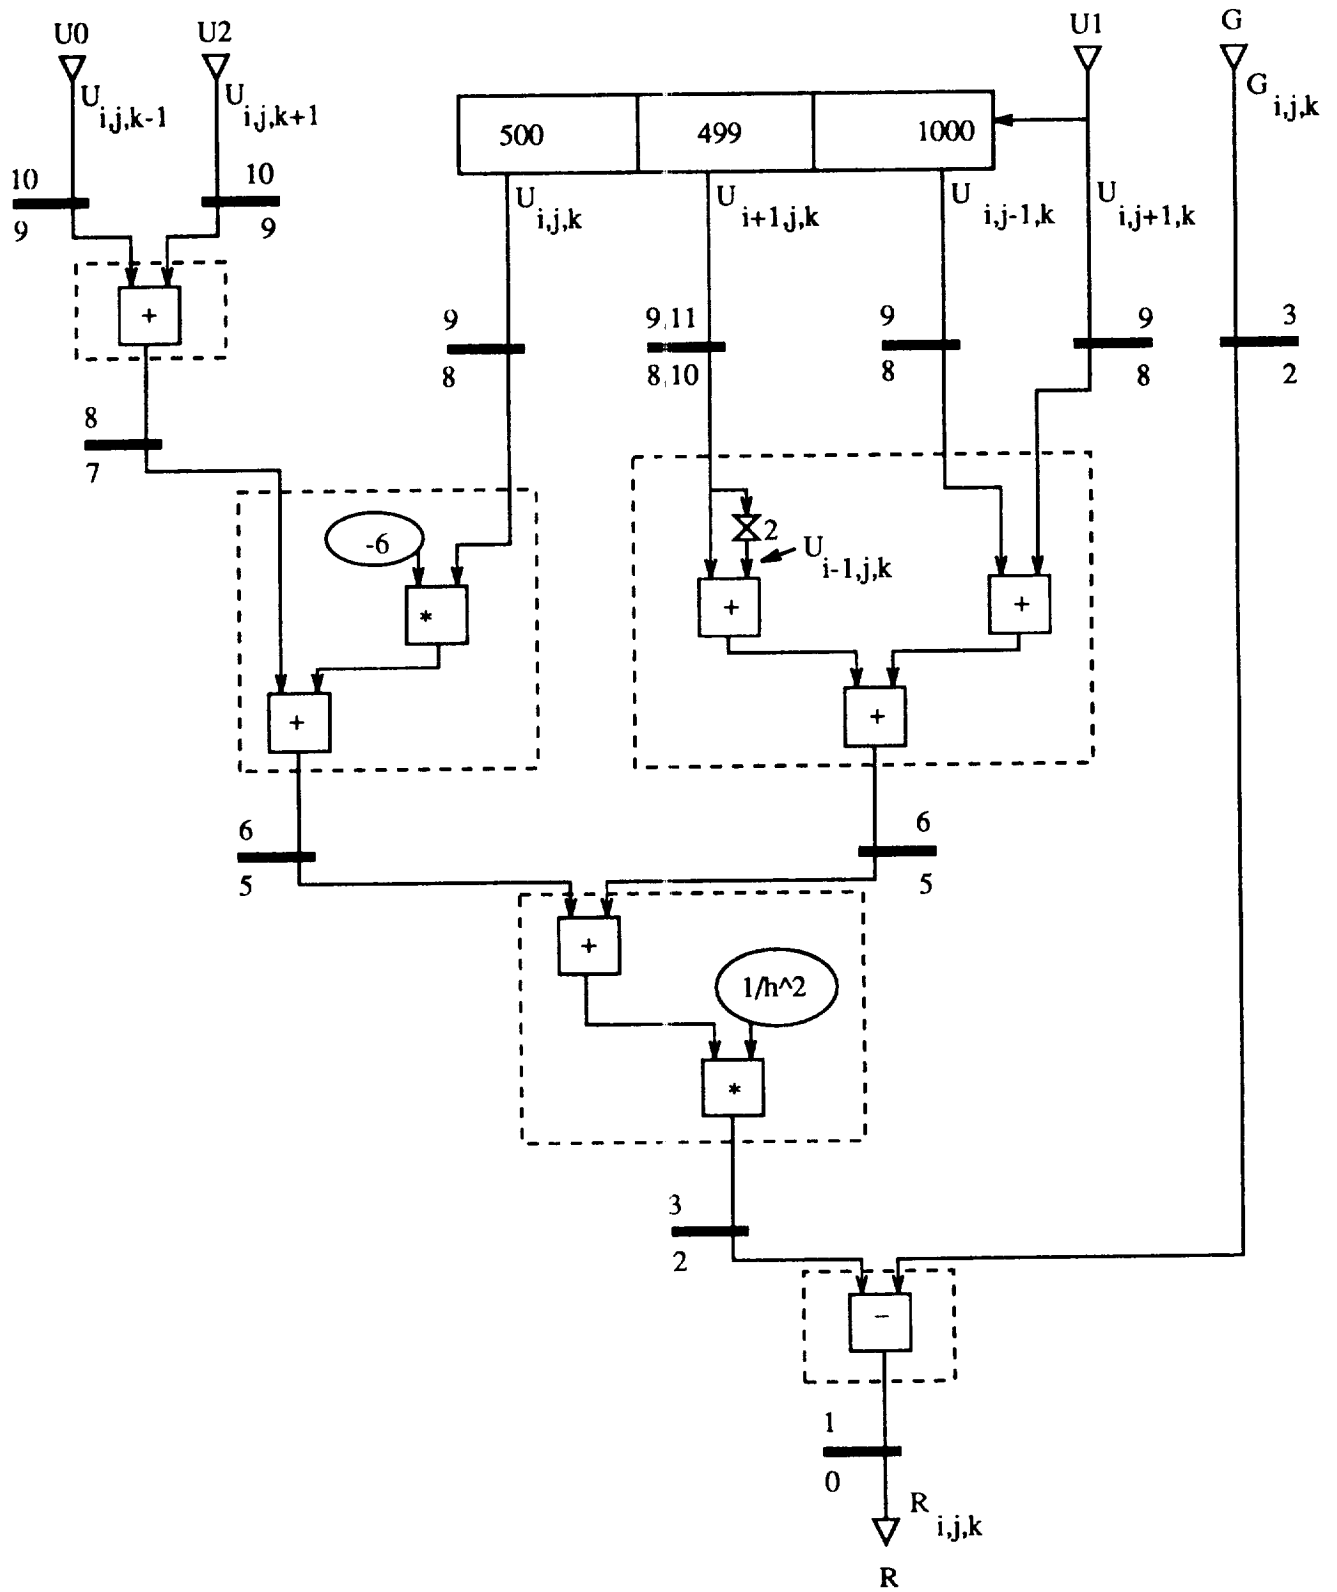 U0
U2
U1
G
U i,j,k-1
U i,j,k+1
G i,j,k
500
499
1000
10
9
10
9
U i,j,k
U i+1,j,k
U i,j-1,k
U i,j+1,k
+
9
8
9,11
8,10
9
8
9
8
3
2
8
7
-6
*
+
2
U i-1,j,k
+
+
+
6
5
6
5
+
1/h^2
*
3
2
-
1
0
R i,j,k
R